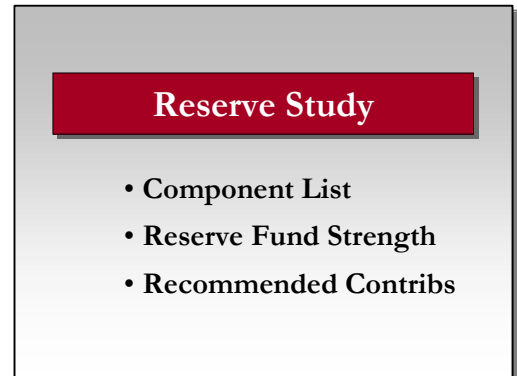 Reserve Study
• Component List
• Reserve Fund Strength
• Recommended Contribs